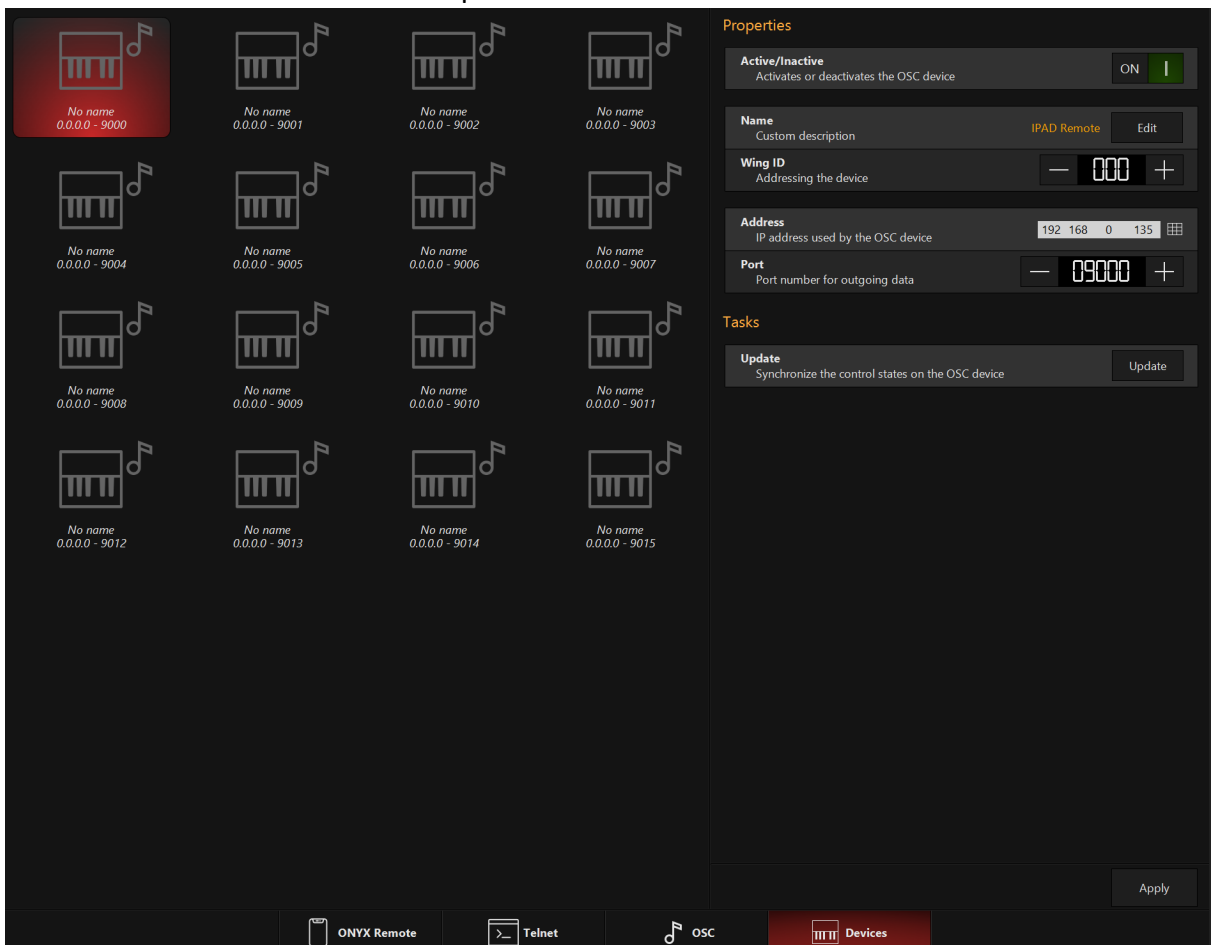 No name
0.0.0.0 - 9000
No name
0.0.0.0 - 9001
No name
0.0.0.0 - 9002
No name
0.0.0.0 - 9003
No name
0.0.0.0 - 9004
No name
0.0.0.0 - 9005
No name
0.0.0.0 - 9006
No name
0.0.0.0 - 9007
No name
0.0.0.0 - 9008
No name
0.0.0.0 - 9009
No name
0.0.0.0 - 9010
No name
0.0.0.0 - 9011
No name
0.0.0.0 - 9012
No name
0.0.0.0 - 9013
No name
0.0.0.0 - 9014
No name
0.0.0.0 - 9015
Properties
Active/Inactive
Activates or deactivates the OSC device
ON
Name
Custom description
IPAD Remote
Edit
Wing ID
Addressing the device
000
Address
IP address used by the OSC device
192 168 0 135
Port
Port number for outgoing data
09000
Tasks
Update
Synchronize the control states on the OSC device
Update
Apply
ONYX Remote
Telnet
OSC
Devices